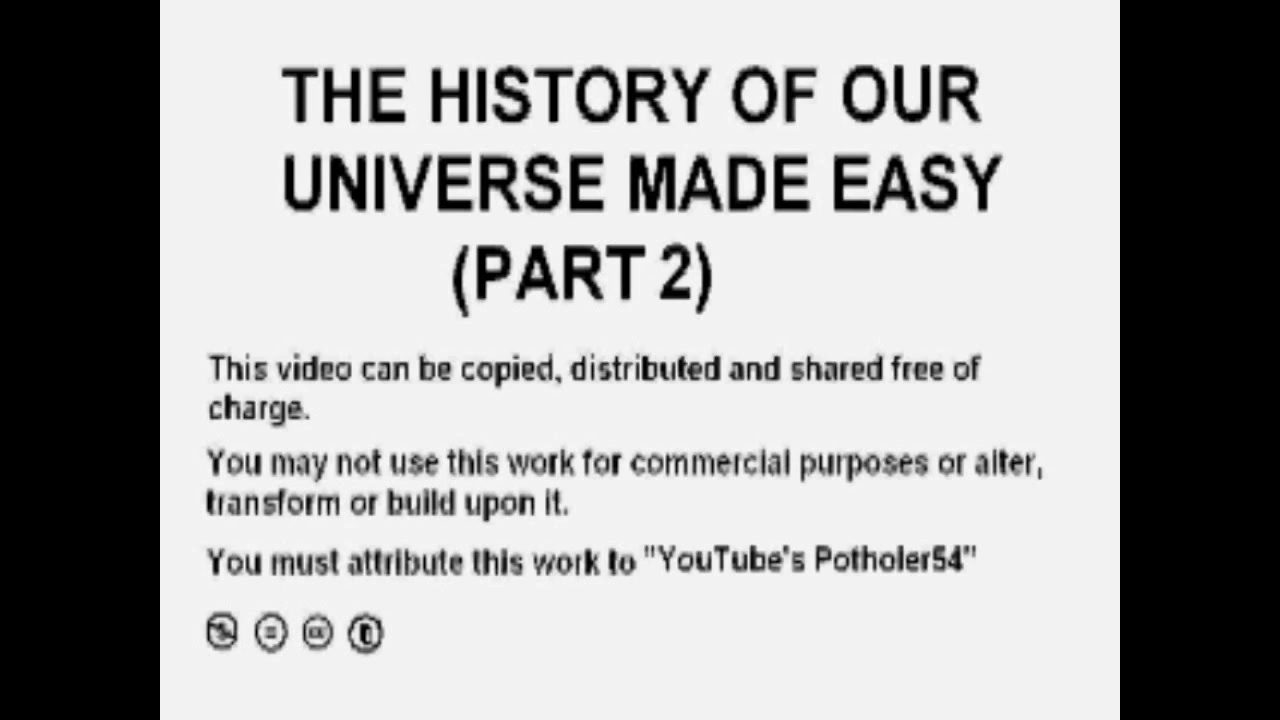 THE HISTORY OF OUR
UNIVERSE MADE EASY
(PART 2)
This video can be copied, distributed and shared free of
charge.
You may not use this work for commercial purposes or alter,
transform or build upon it.
You must attribute this work to "YouTube's Potholer54"